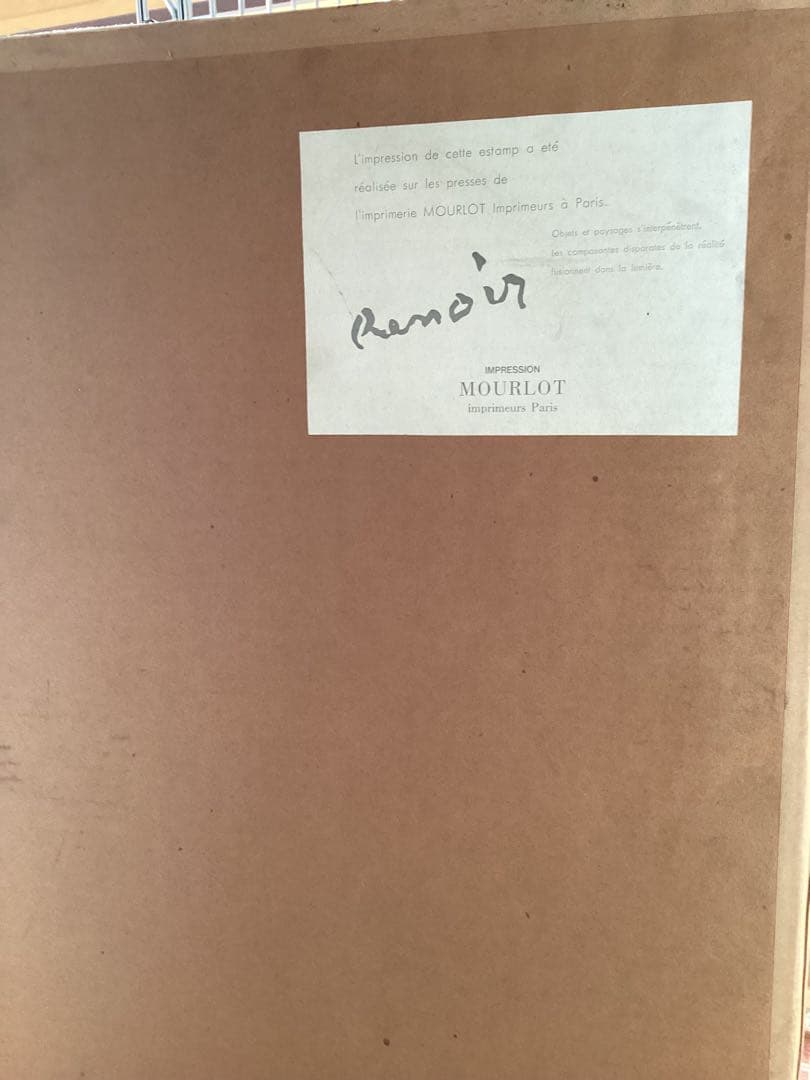 L'impression de cette estamp a eté
réalisée sur les presses de
l'imprimerie MOURLOT Imprimeurs à Paris.
Objets et paysages s'interpénètrent.
Les composantes disparates de la réalité
fusionnent dans la lumière.
Renoir
IMPRESSION
MOURLOT
imprimeurs Paris